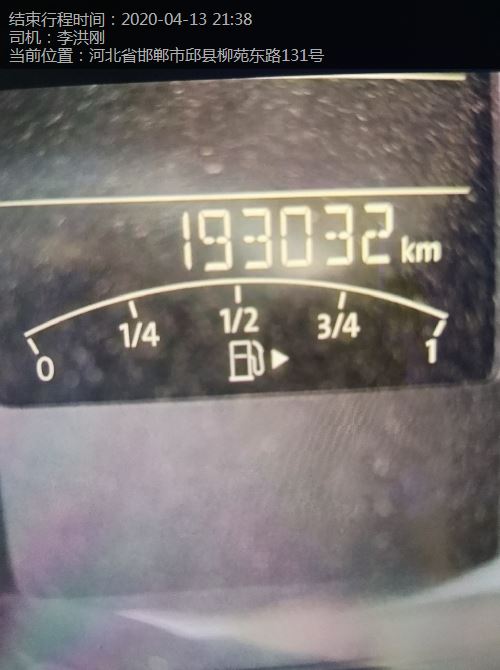 结束行程时间：2020-04-13 21:38
司机：李洪刚
当前位置：河北省邯郸市邱县柳苑东路131号
193032 km
0 1/4 1/2 3/4 1